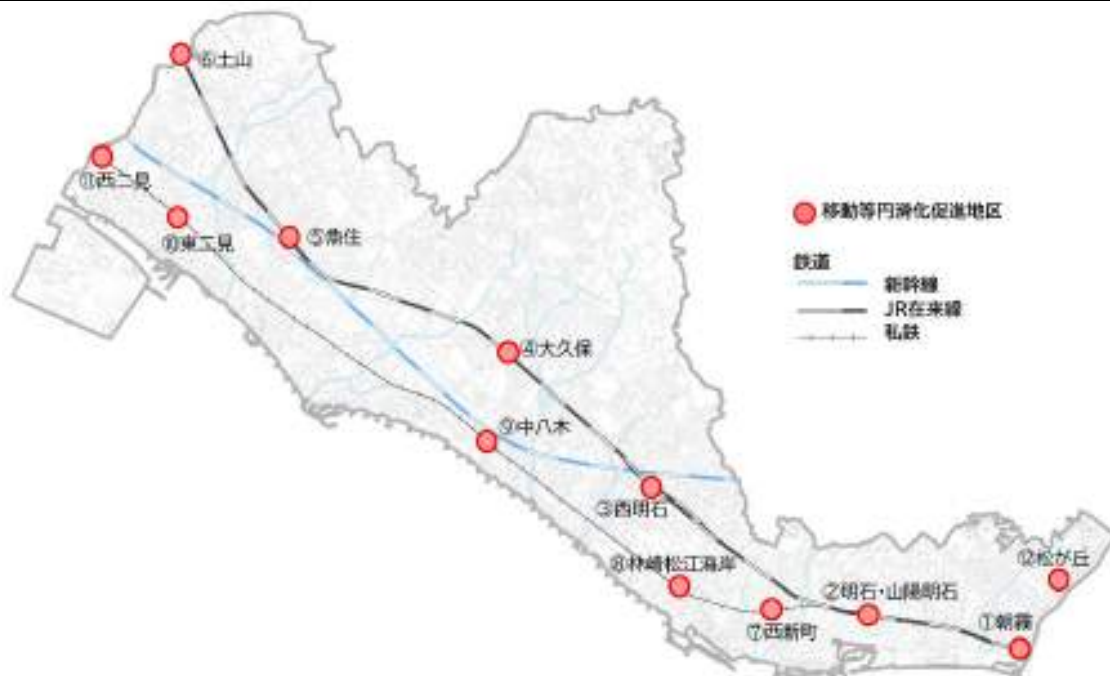 ⑥土山
⑪西二見
⑩東二見
⑤魚住
移動等円滑化促進地区
鉄道
新幹線
JR在来線
私鉄
④大久保
⑨中八木
③西明石
⑧林崎松江海岸
②明石・山陽明石
⑦西新町
⑫松が丘
①朝霧